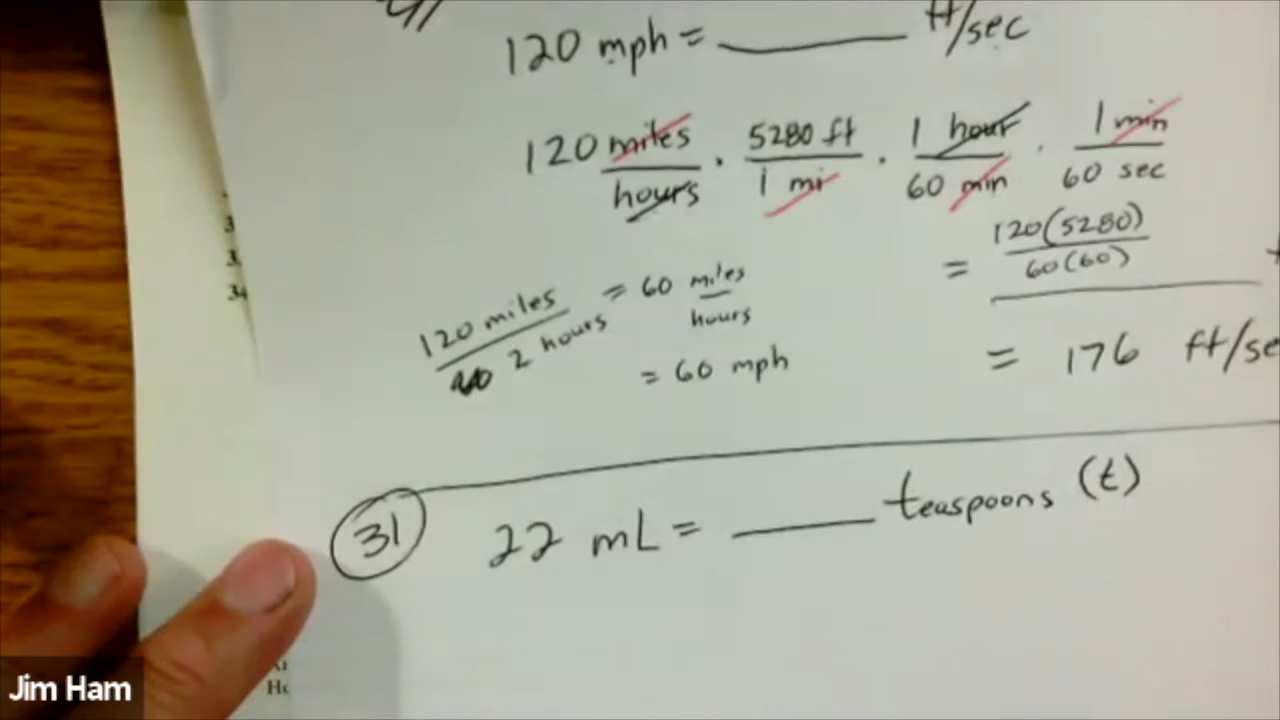 120 mph = ____ ft/sec
120 miles/hours · 5280 ft/1 mi · 1 hour/60 min · 1 min/60 sec
= 120(5280)/60(60)
120 miles/2 hours = 60 miles/hours
= 60 mph
= 176 ft/se
31 22 mL = ____ teaspoons (t)
Jim Ham